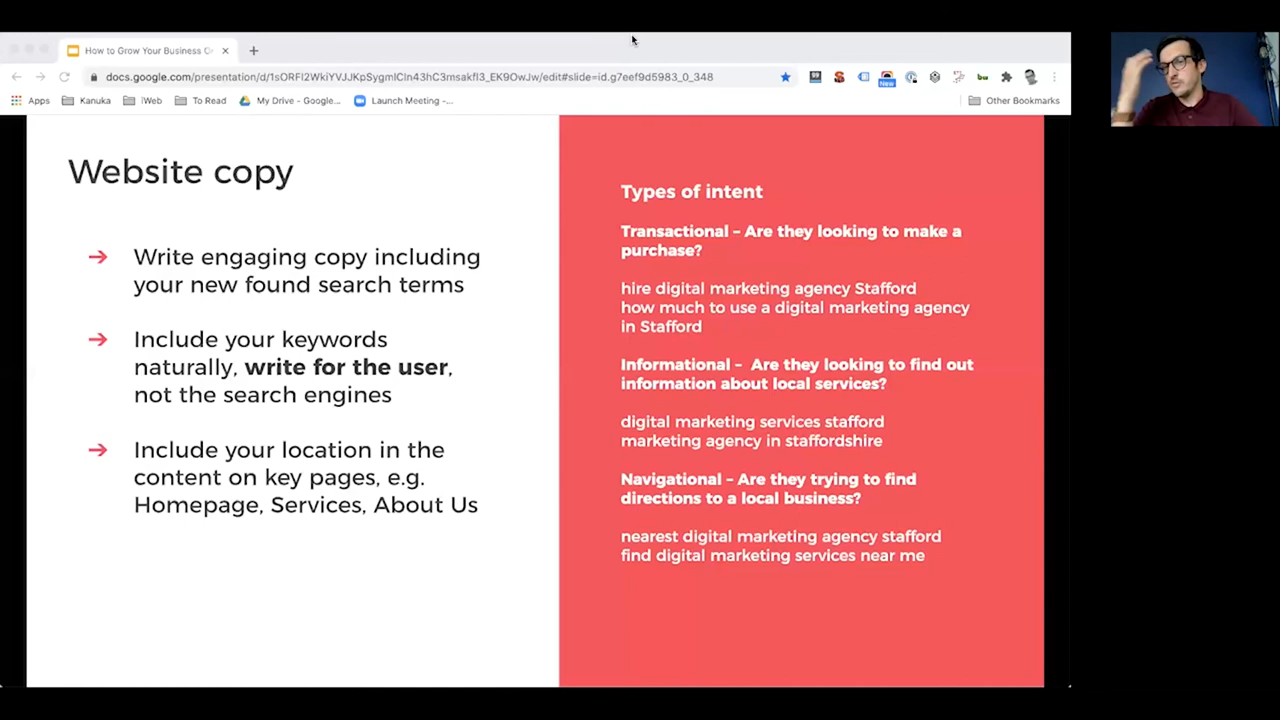 How to Grow Your Business O
docs.google.com/presentation/d/1sORFl2WkiYVJJKpSygmlCln43hC3msakfI3_EK9OwJw/edit#slide=id.g7eef9d5983_0_348
New
Apps
Kanuka
iWeb
To Read
My Drive - Google...
Launch Meeting -...
Other Bookmarks
Website copy
➔ Write engaging copy including
your new found search terms
➔ Include your keywords
naturally, write for the user,
not the search engines
➔ Include your location in the
content on key pages, e.g.
Homepage, Services, About Us
Types of intent
Transactional – Are they looking to make a
purchase?
hire digital marketing agency Stafford
how much to use a digital marketing agency
in Stafford
Informational – Are they looking to find out
information about local services?
digital marketing services stafford
marketing agency in staffordshire
Navigational – Are they trying to find
directions to a local business?
nearest digital marketing agency stafford
find digital marketing services near me